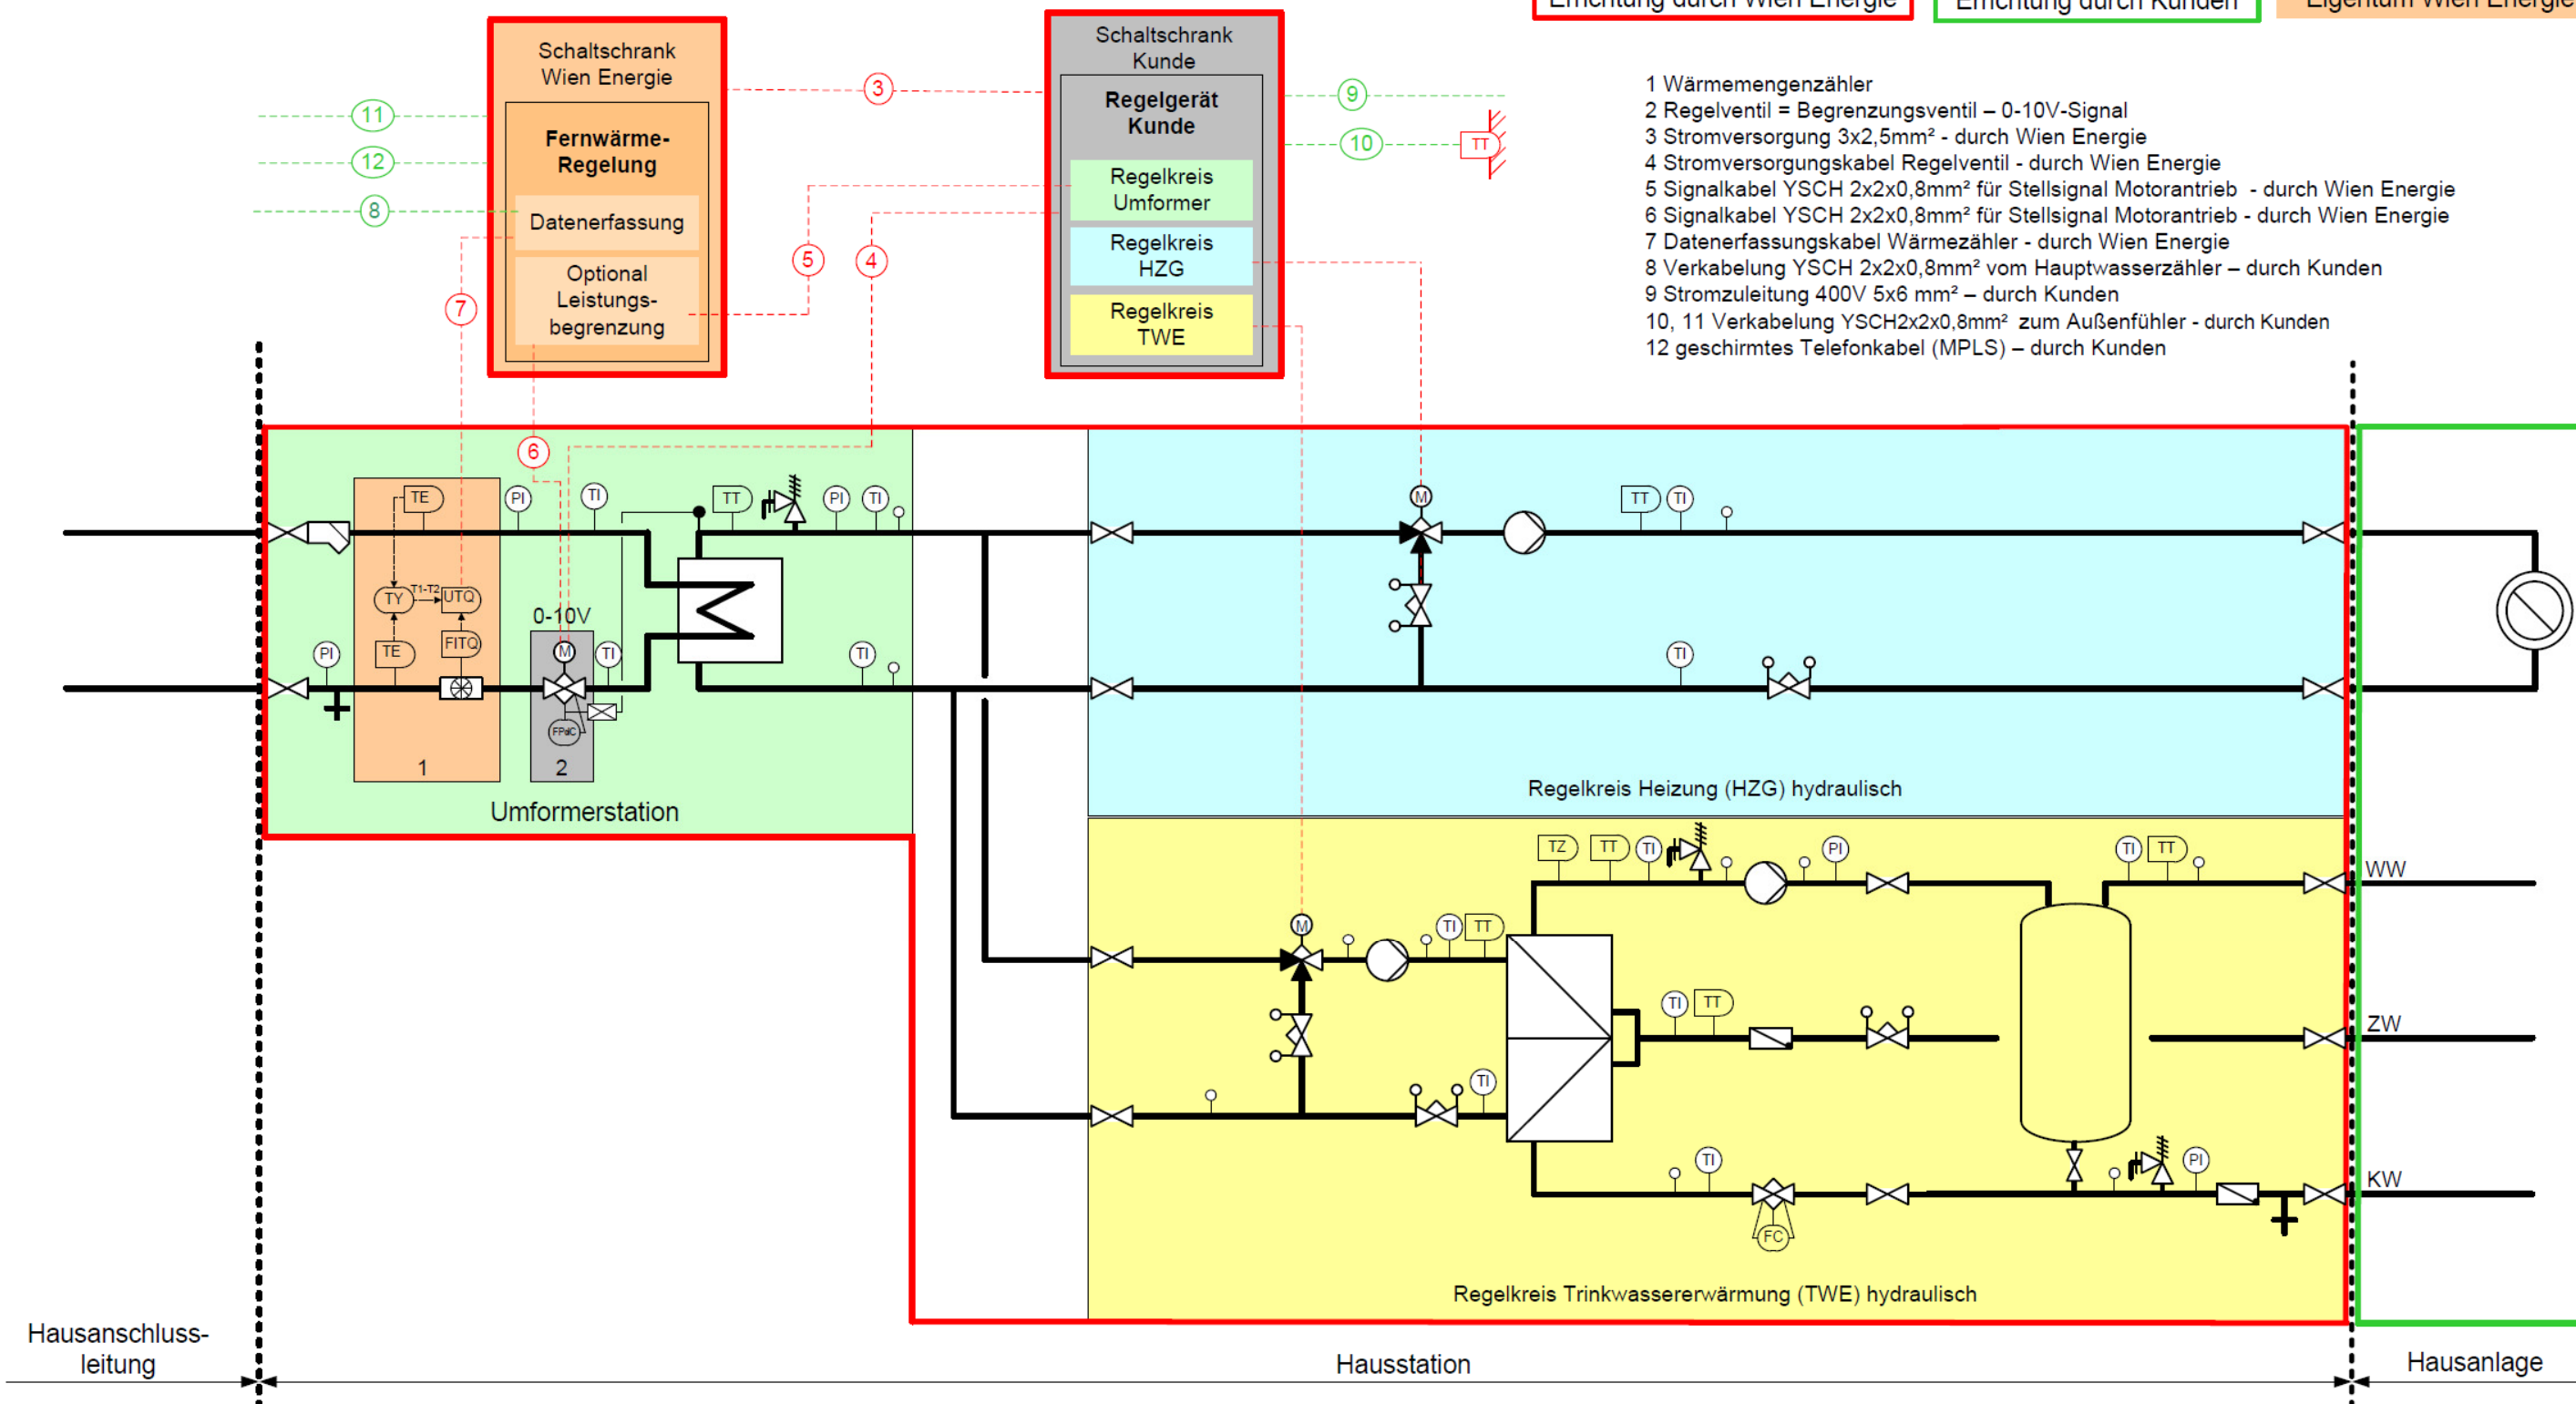 Errichtung durch Wien Energie
Errichtung durch Kunden
Eigentum Wien Energie
Schaltschrank
Wien Energie
Fernwärme-
Regelung
Datenerfassung
Optional
Leistungs-
begrenzung
Schaltschrank
Kunde
Regelgerät
Kunde
Regelkreis
Umformer
Regelkreis
HZG
Regelkreis
TWE
11
12
8
3
9
10
TT
5
4
7
6
1 Wärmemengenzähler
2 Regelventil = Begrenzungsventil – 0-10V-Signal
3 Stromversorgung 3x2,5mm² - durch Wien Energie
4 Stromversorgungskabel Regelventil - durch Wien Energie
5 Signalkabel YSCH 2x2x0,8mm² für Stellsignal Motorantrieb - durch Wien Energie
6 Signalkabel YSCH 2x2x0,8mm² für Stellsignal Motorantrieb - durch Wien Energie
7 Datenerfassungskabel Wärmezähler - durch Wien Energie
8 Verkabelung YSCH 2x2x0,8mm² vom Hauptwasserzähler – durch Kunden
9 Stromzuleitung 400V 5x6 mm² – durch Kunden
10, 11 Verkabelung YSCH2x2x0,8mm² zum Außenfühler - durch Kunden
12 geschirmtes Telefonkabel (MPLS) – durch Kunden
TE
PI
TI
TT
PI
TI
M
TT
TI
TY
T1-T2
UTQ
0-10V
PI
TE
FITQ
M
TI
TI
TI
FPdC
1
2
Umformerstation
Regelkreis Heizung (HZG) hydraulisch
TZ
TT
TI
PI
TI
TT
WW
M
TI
TT
TI
TT
ZW
TI
TI
PI
KW
FC
Regelkreis Trinkwassererwärmung (TWE) hydraulisch
Hausanschluss-
leitung
Hausstation
Hausanlage